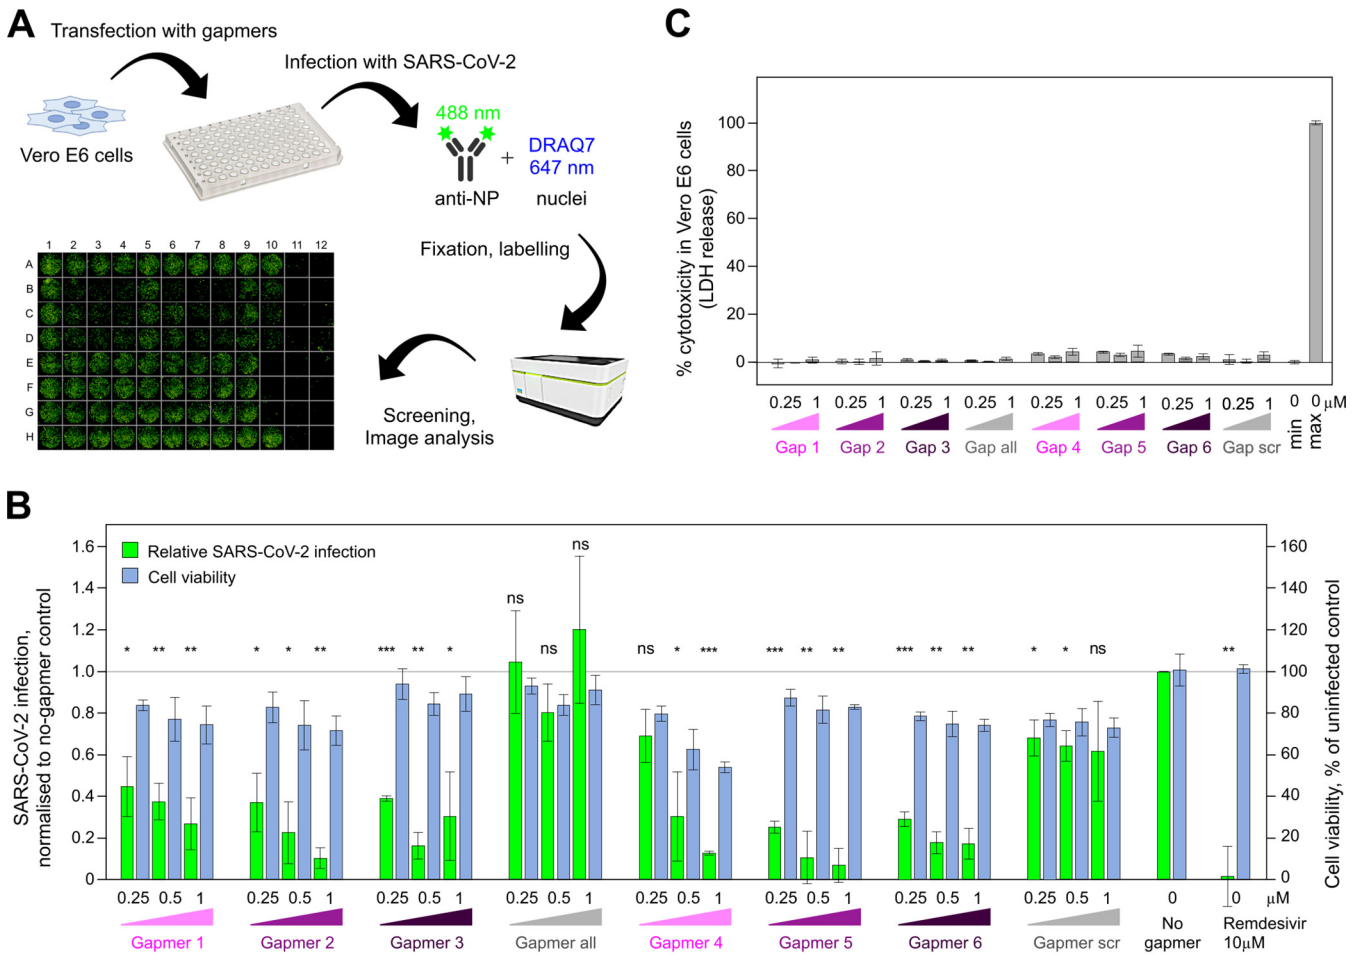 A
Transfection with gapmers
Infection with SARS-CoV-2
Vero E6 cells
488 nm
anti-NP
+
DRAQ7
647 nm
nuclei
Fixation, labelling
Screening,
Image analysis
1 2 3 4 5 6 7 8 9 10 11 12
A
B
C
D
E
F
G
H
C
% cytotoxicity in Vero E6 cells
(LDH release)
100
80
60
40
20
0
0.25 1 0.25 1 0.25 1 0.25 1 0.25 1 0.25 1 0.25 1 0.25 1 0 0 µM
Gap 1 Gap 2 Gap 3 Gap all Gap 4 Gap 5 Gap 6 Gap scr min max
B
SARS-CoV-2 infection,
normalised to no-gapmer control
1.6
1.4
1.2
1.0
0.8
0.6
0.4
0.2
0
Relative SARS-CoV-2 infection
Cell viability
* ** ** * * ** *** ** * ns ns ns ns * *** *** ** ** *** ** ** * * ns **
160
140
120
100
80
60
40
20
0
Cell viability, % of uninfected control
0.25 0.5 1 0.25 0.5 1 0.25 0.5 1 0.25 0.5 1 0.25 0.5 1 0.25 0.5 1 0.25 0.5 1 0.25 0.5 1 0 0 µM
Gapmer 1 Gapmer 2 Gapmer 3 Gapmer all Gapmer 4 Gapmer 5 Gapmer 6 Gapmer scr
No
gapmer
Remdesivir
10µM